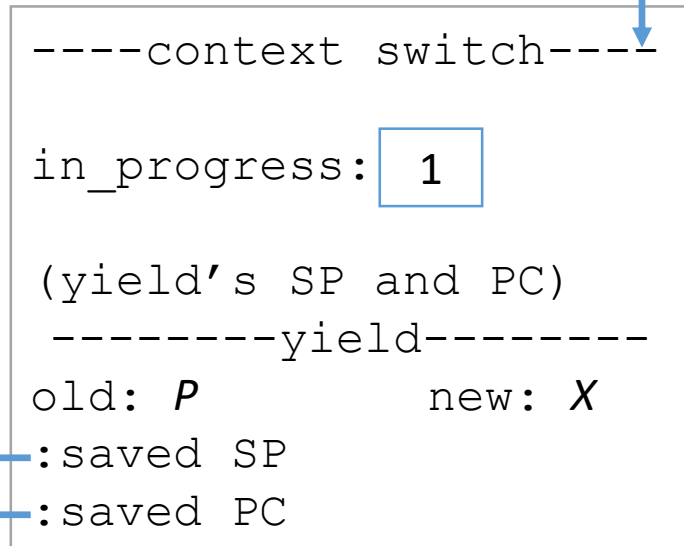 ----context switch----
in_progress: 1
(yield’s SP and PC)
--------yield--------
old: P new: X
:saved SP
:saved PC